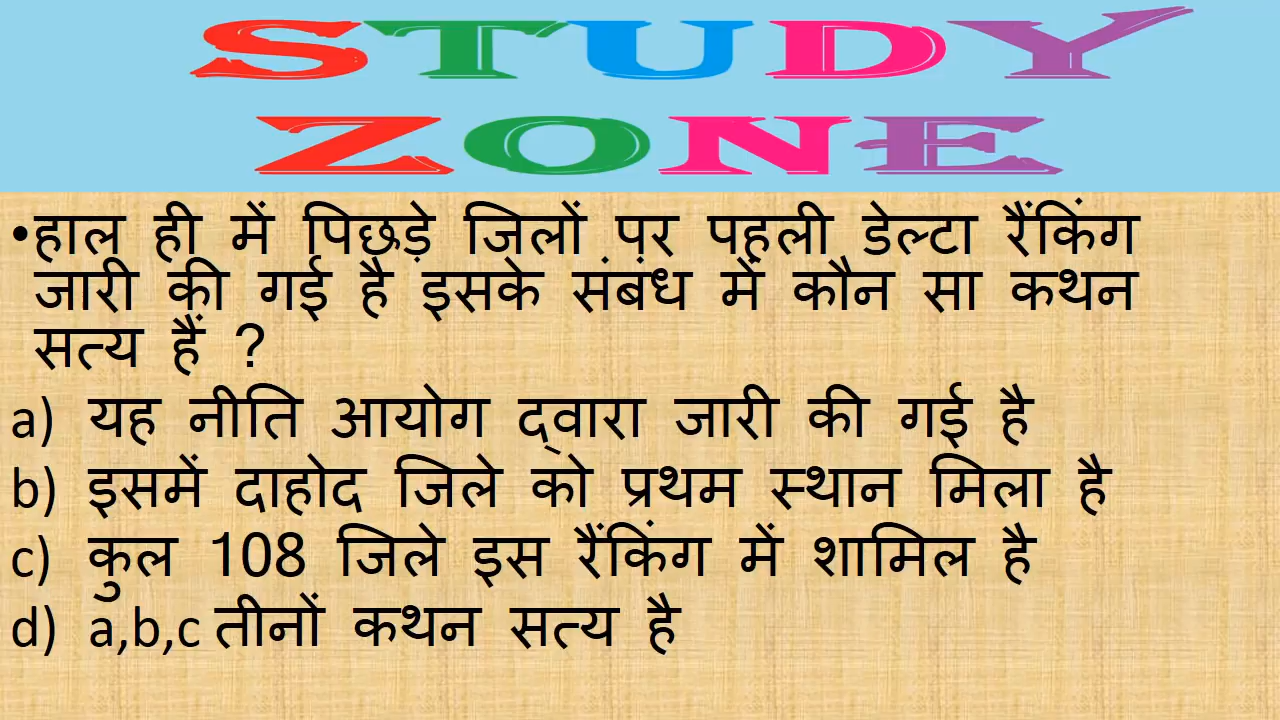 STUDY
ZONE
•हाल ही में पिछड़े जिलों पर पहली डेल्टा रैंकिंग
जारी की गई है इसके संबंध में कौन सा कथन
सत्य हैं ?
a) यह नीति आयोग द्वारा जारी की गई है
b) इसमें दाहोद जिले को प्रथम स्थान मिला है
c) कुल 108 जिले इस रैंकिंग में शामिल है
d) a,b,c तीनों कथन सत्य है